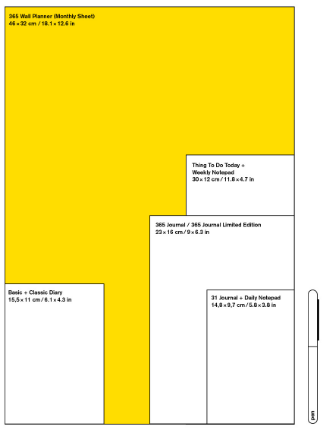 365 Wall Planner (Monthly Sheet)
46 × 32 cm / 18.1 × 12.6 in
Thing To Do Today +
Weekly Notepad
30 × 12 cm / 11.8 × 4.7 in
365 Journal / 365 Journal Limited Edition
23 × 16 cm / 9 × 6.3 in
Basic + Classic Diary
15,5 × 11 cm / 6.1 × 4.3 in
31 Journal + Daily Notepad
14,8 × 9,7 cm / 5.8 × 3.8 in
pen